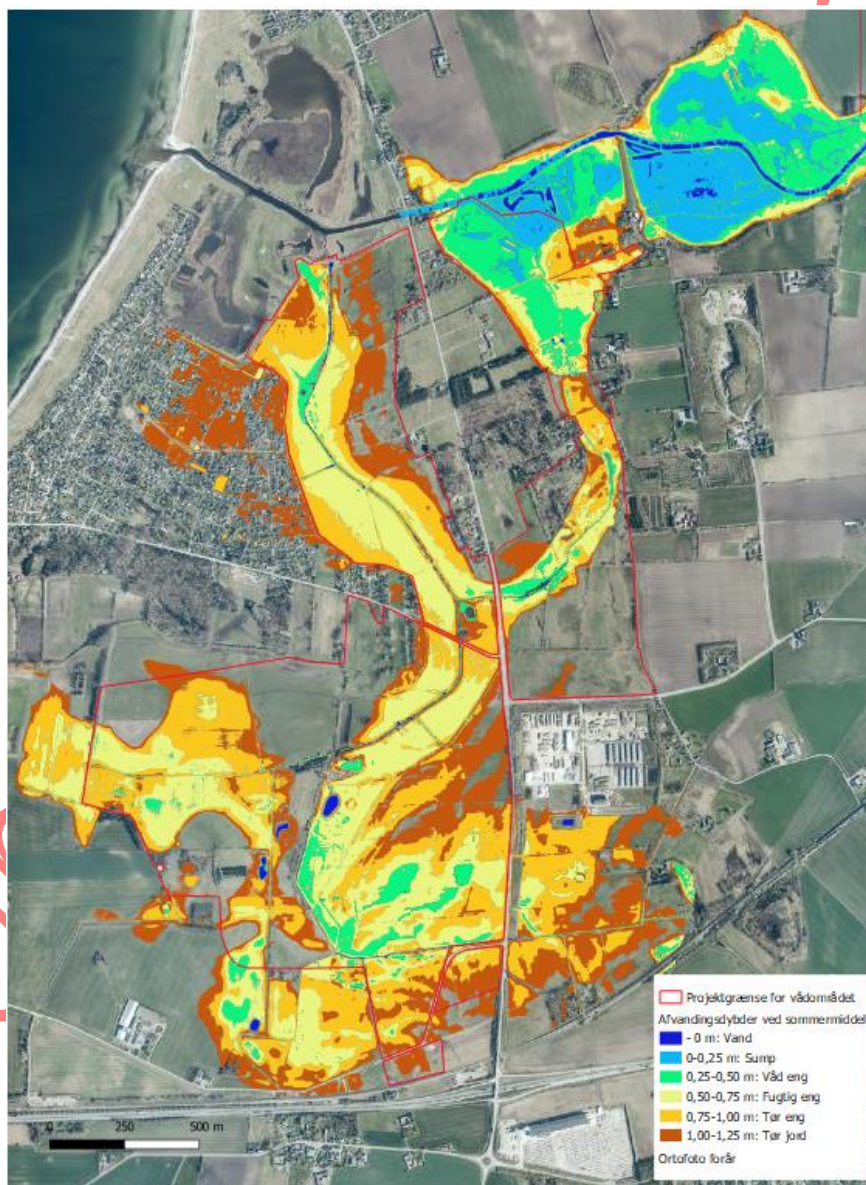 Projektgrænse for vådområdet
Afvandingsdybder ved sommermiddel
- 0 m: Vand
0-0,25 m: Sump
0,25-0,50 m: Våd eng
0,50-0,75 m: Fugtig eng
0,75-1,00 m: Tør eng
1,00-1,25 m: Tør jord
Ortofoto forår
0 250 500 m